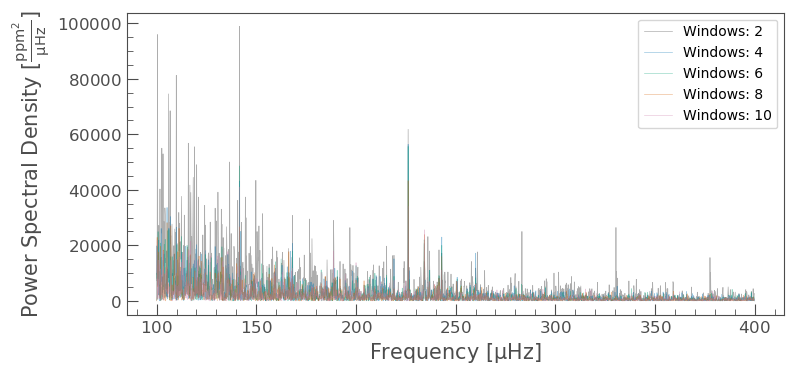 Power Spectral Density [ppm²/μHz]
100000
80000
60000
40000
20000
0
100
150
200
250
300
350
400
Frequency [μHz]
Windows: 2
Windows: 4
Windows: 6
Windows: 8
Windows: 10